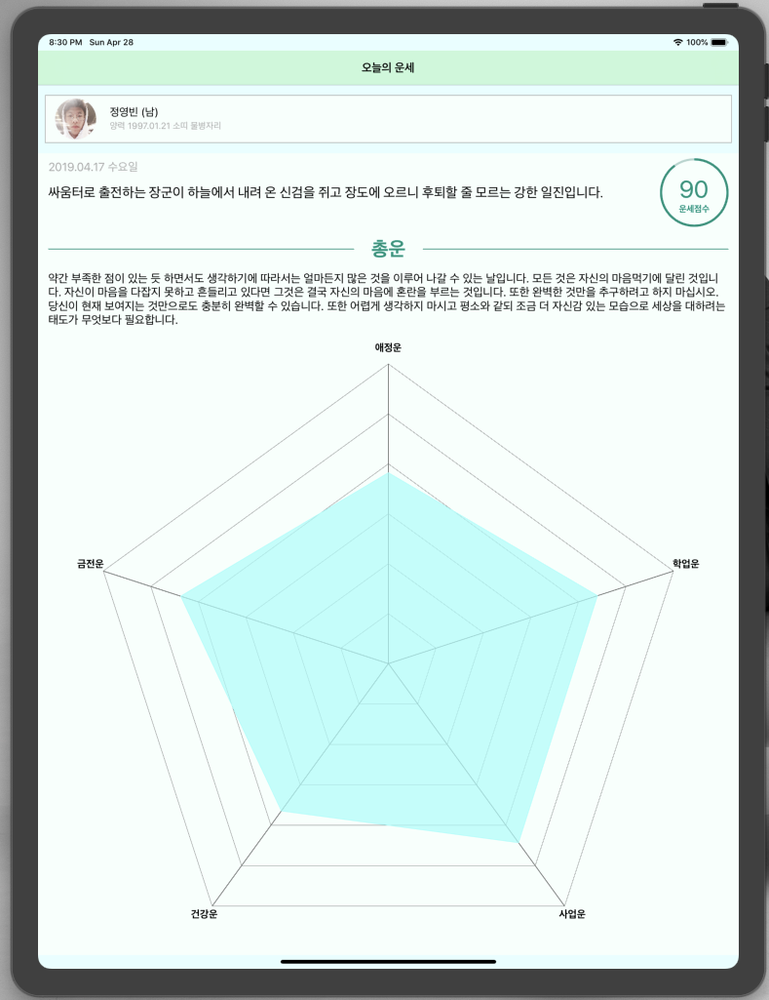 8:30 PM Sun Apr 28
100%
오늘의 운세
정영빈 (남)
양력 1997.01.21 소띠 물병자리
2019.04.17 수요일
싸움터로 출전하는 장군이 하늘에서 내려 온 신검을 쥐고 장도에 오르니 후퇴할 줄 모르는 강한 일진입니다.
90
운세점수
총운
약간 부족한 점이 있는 듯 하면서도 생각하기에 따라서는 얼마든지 많은 것을 이루어 나갈 수 있는 날입니다. 모든 것은 자신의 마음먹기에 달린 것입니
다. 자신이 마음을 다잡지 못하고 흔들리고 있다면 그것은 결국 자신의 마음에 혼란을 부르는 것입니다. 또한 완벽한 것만을 추구하려고 하지 마십시오.
당신이 현재 보여지는 것만으로도 충분히 완벽할 수 있습니다. 또한 어렵게 생각하지 마시고 평소와 같되 조금 더 자신감 있는 모습으로 세상을 대하려는
태도가 무엇보다 필요합니다.
애정운
금전운
학업운
건강운
사업운